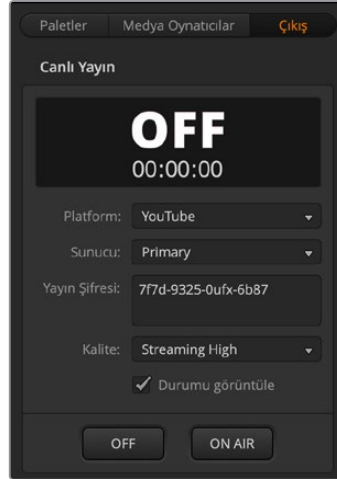 Paletler Medya Oynatıcılar Çıkış
Canlı Yayın
OFF
00:00:00
Platform: YouTube
Sunucu: Primary
Yayın Şifresi: 7f7d-9325-0ufx-6b87
Kalite: Streaming High
Durumu görüntüle
OFF ON AIR